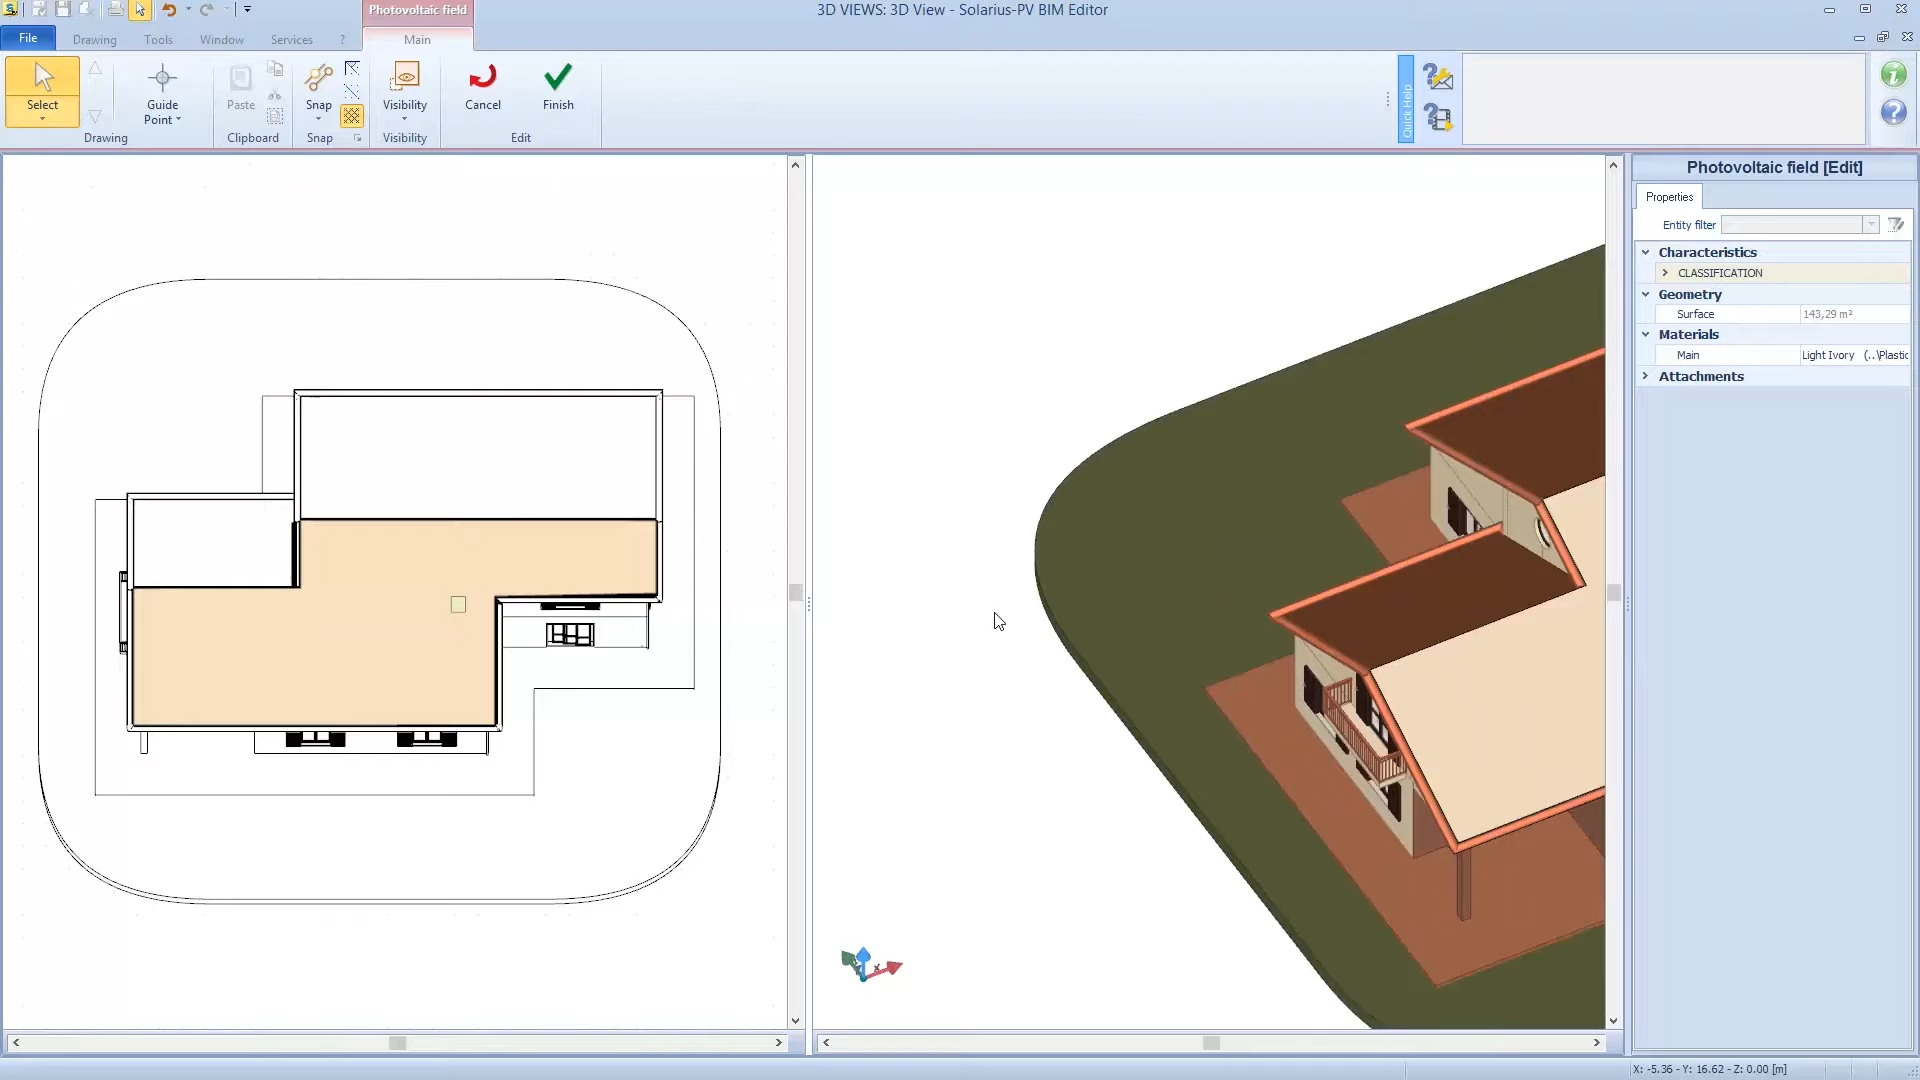 Photovoltaic field
3D VIEWS: 3D View - Solarius-PV BIM Editor
File
Drawing
Tools
Window
Services
?
Main
Select
Guide
Point
Drawing
Paste
Clipboard
Snap
Snap
Visibility
Visibility
Cancel
Finish
Edit
Quick Help
Photovoltaic field [Edit]
Properties
Entity filter
Characteristics
CLASSIFICATION
Geometry
Surface 143,29 m²
Materials
Main Light Ivory (..\Plastic
Attachments
X
X: -5.36 - Y: 16.62 - Z: 0.00 [m]